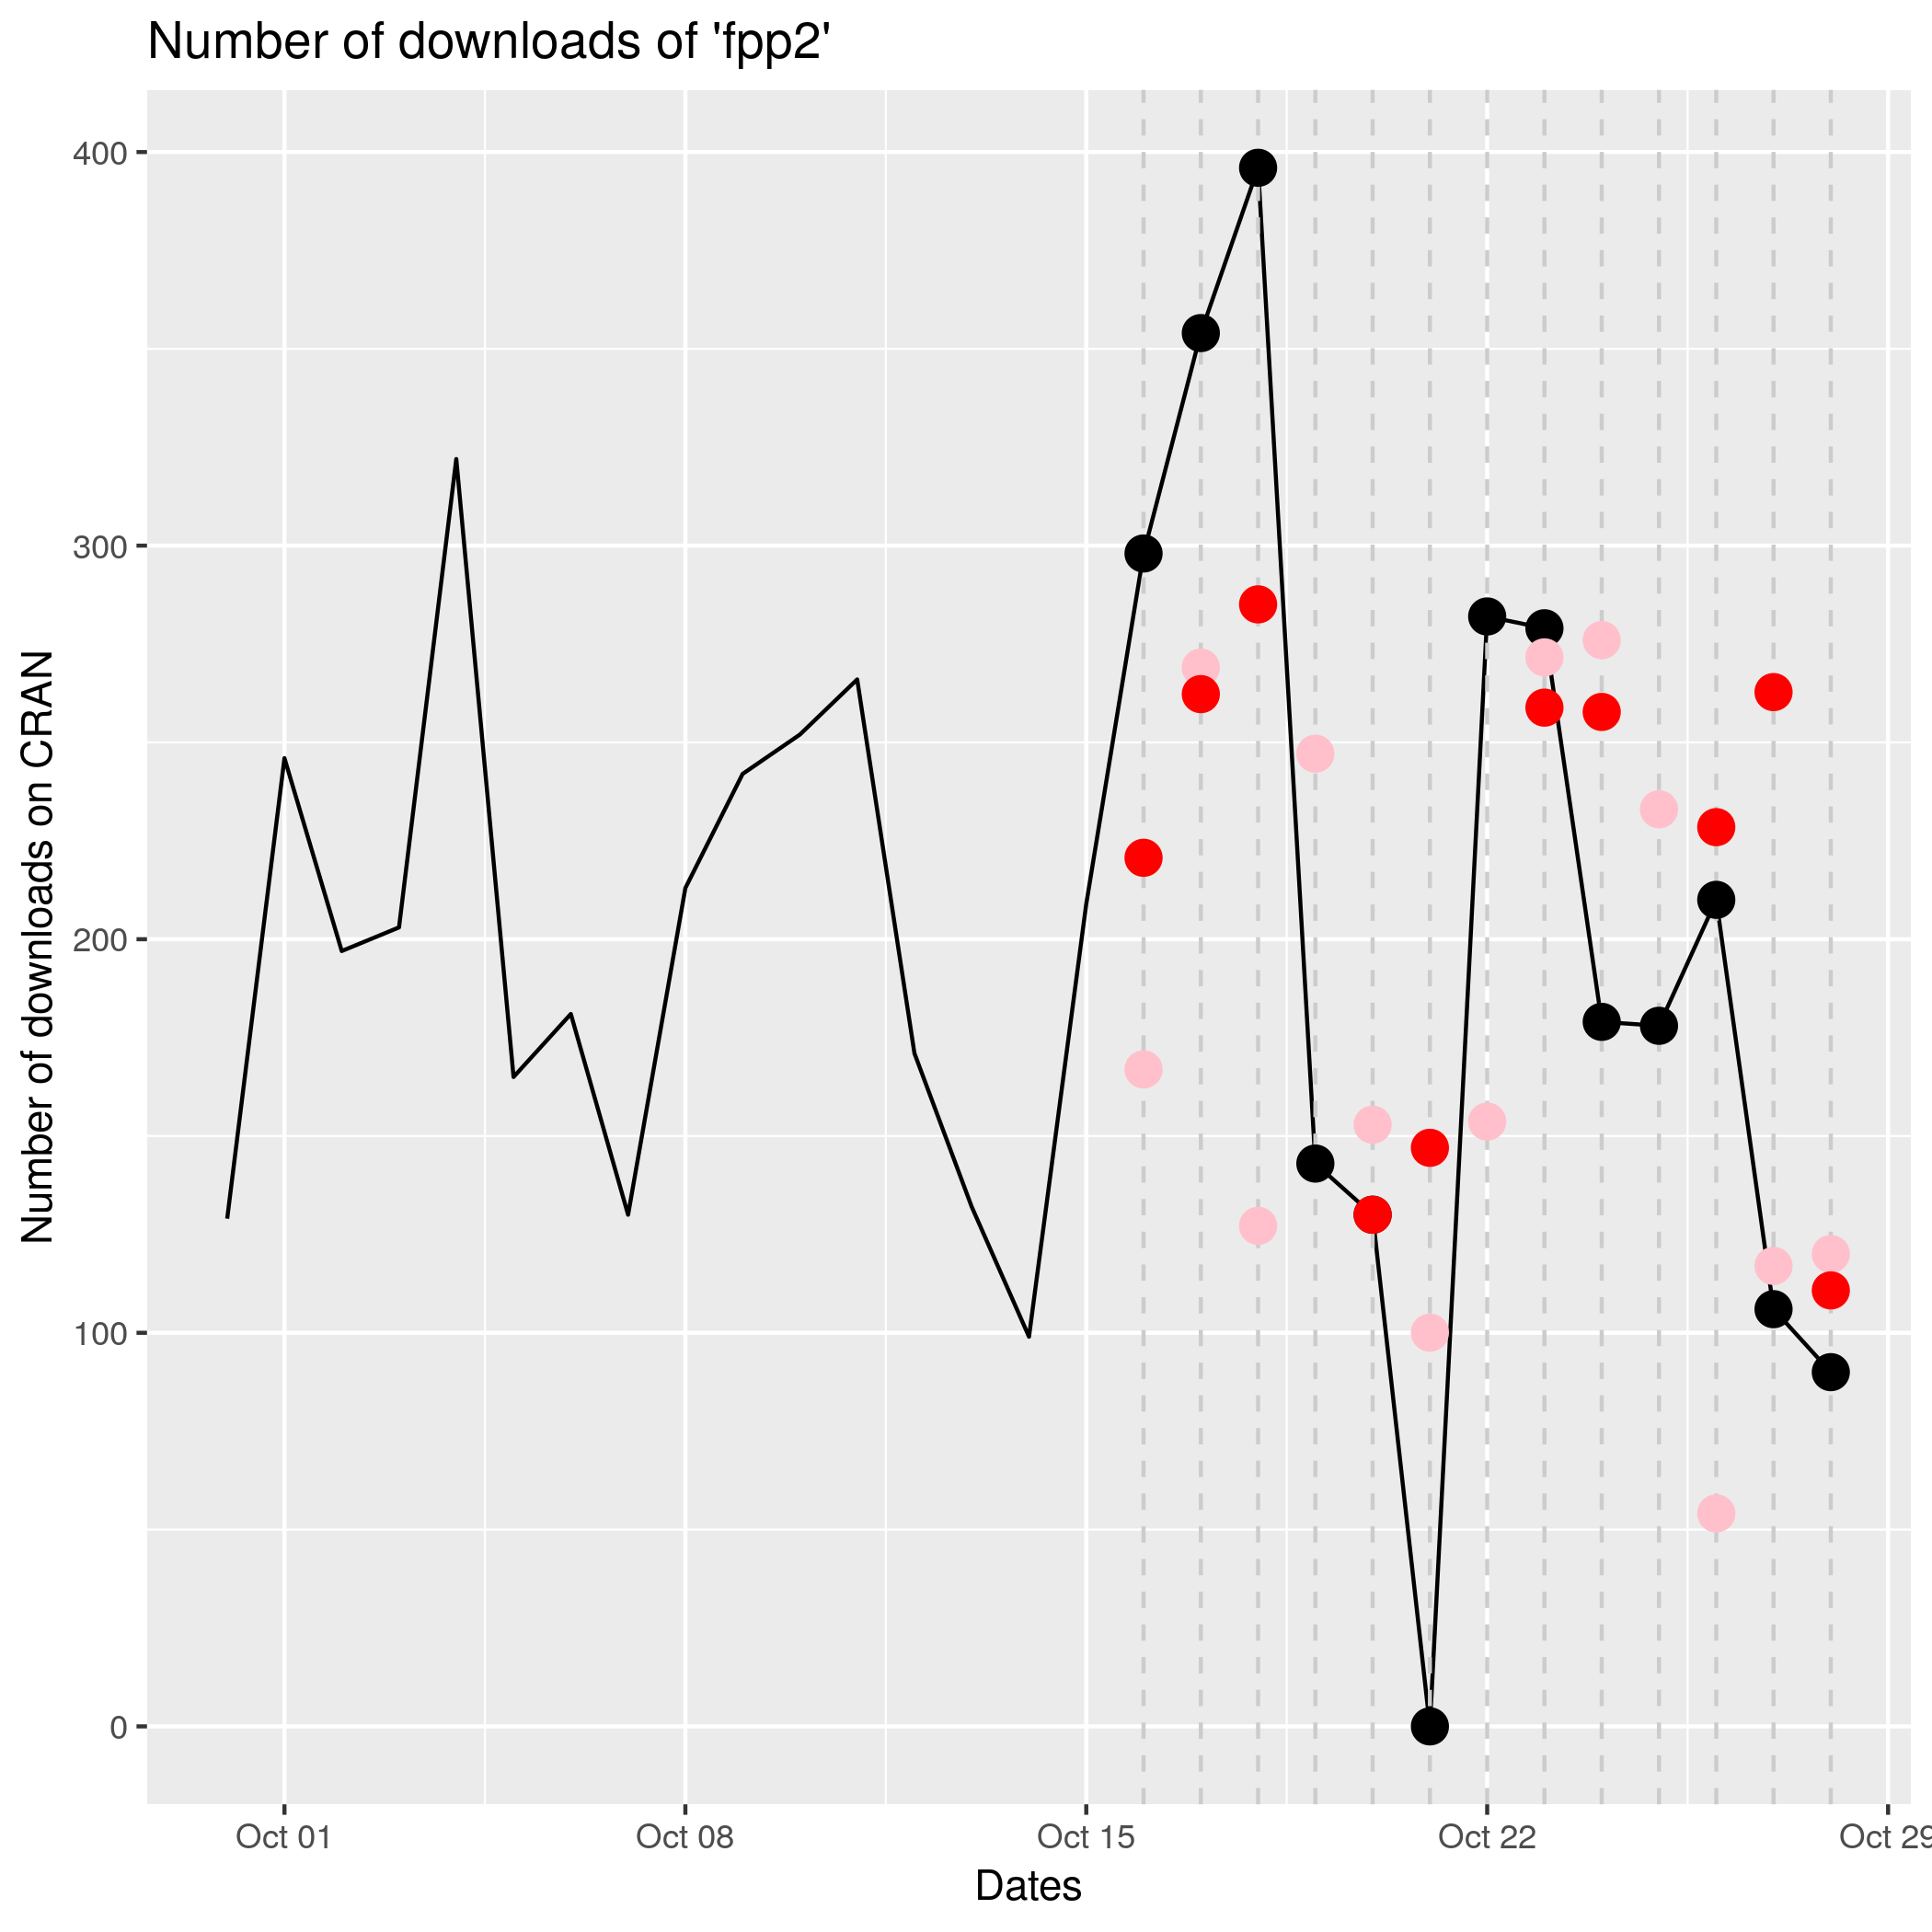 Number of downloads of 'fpp2'
Number of downloads on CRAN
400
300
200
100
0
Oct 01
Oct 08
Oct 15
Oct 22
Oct 29
Dates